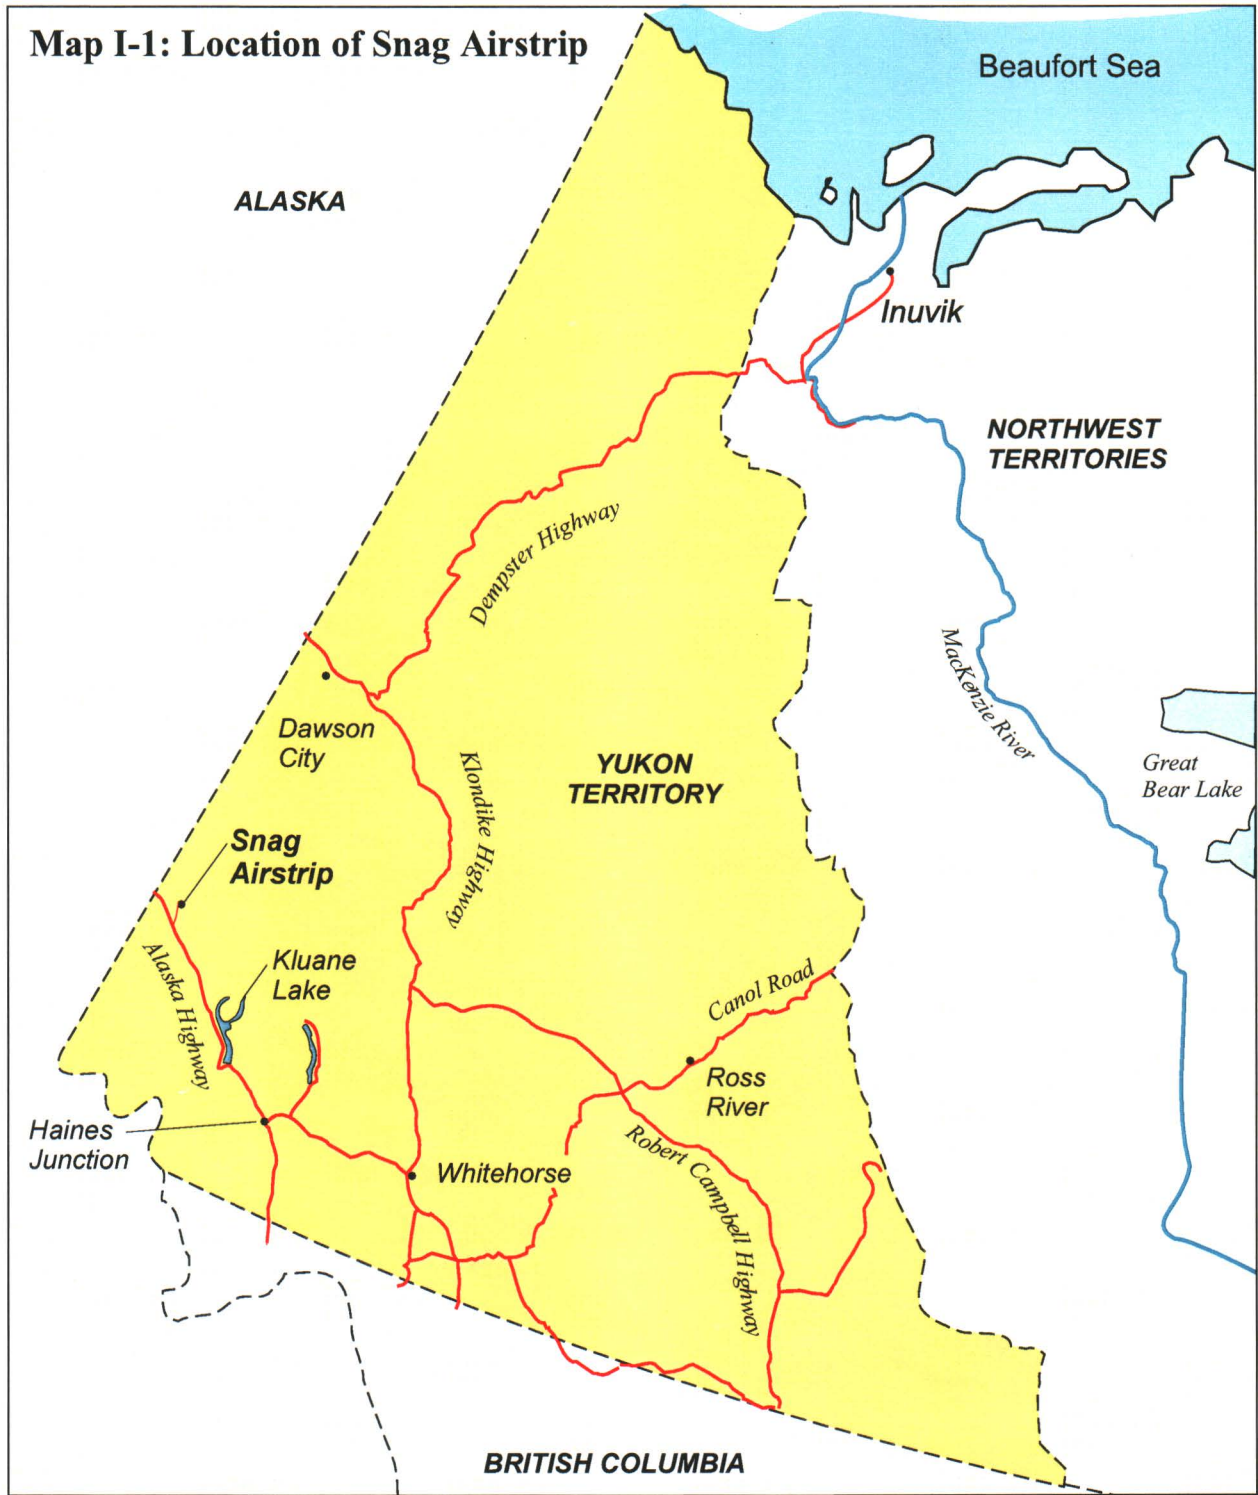 Map I-1: Location of Snag Airstrip
Beaufort Sea
ALASKA
Inuvik
NORTHWEST
TERRITORIES
Dempster Highway
MacKenzie River
Dawson
City
Klondike Highway
YUKON
TERRITORY
Great
Bear Lake
Snag
Airstrip
Alaska Highway
Kluane
Lake
Canol Road
Ross
River
Haines
Junction
Whitehorse
Robert Campbell Highway
BRITISH COLUMBIA